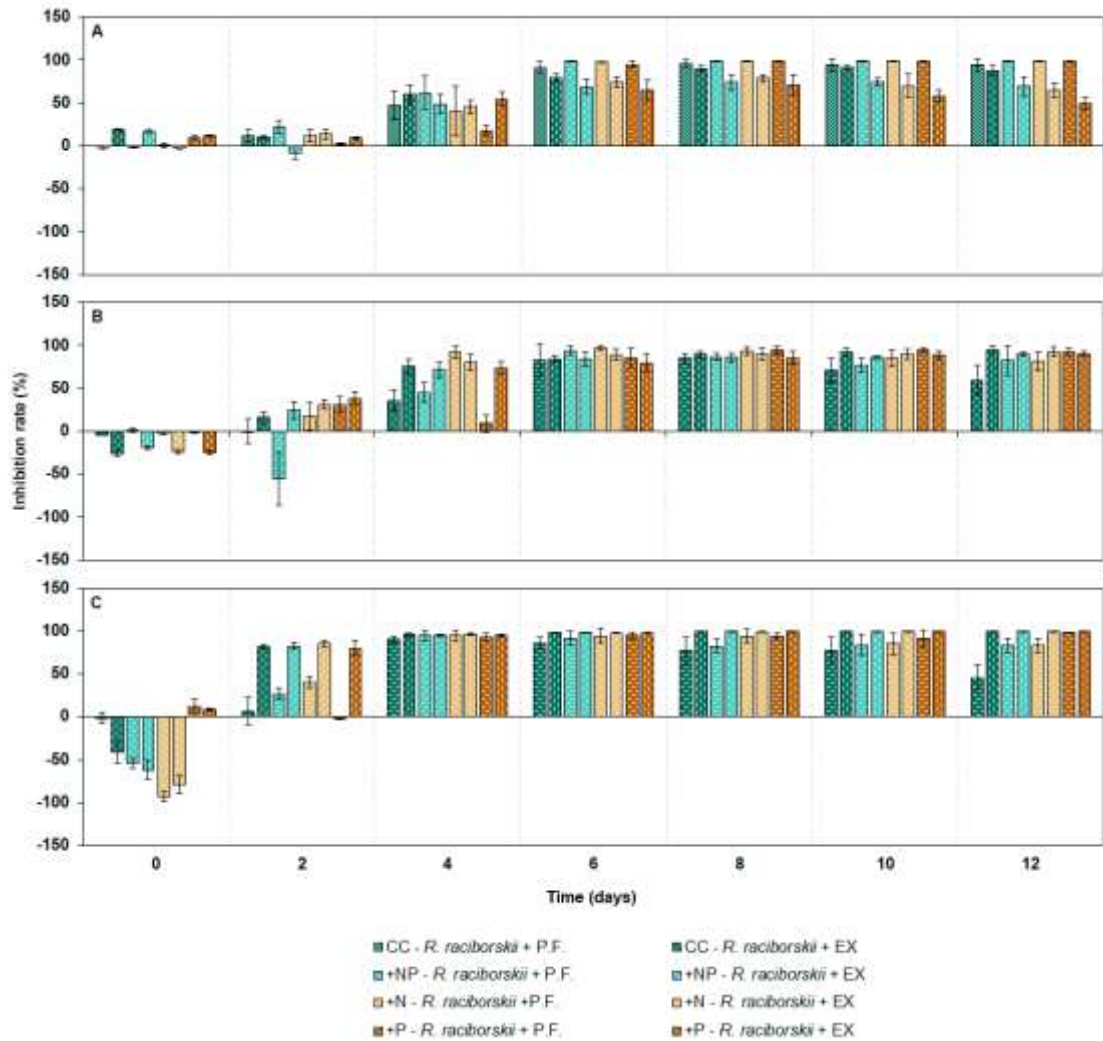 A
150
100
50
0
-50
-100
-150
B
150
100
50
0
-50
-100
-150
C
150
100
50
0
-50
-100
-150
Inhibition rate (%)
0 2 4 6 8 10 12
Time (days)
CC - R. raciborskii + P.F. CC - R. raciborskii + EX
+NP - R. raciborskii + P.F. +NP - R. raciborskii + EX
+N - R. raciborskii +P.F. +N - R. raciborskii + EX
+P - R. raciborskii + P.F. +P - R. raciborskii + EX